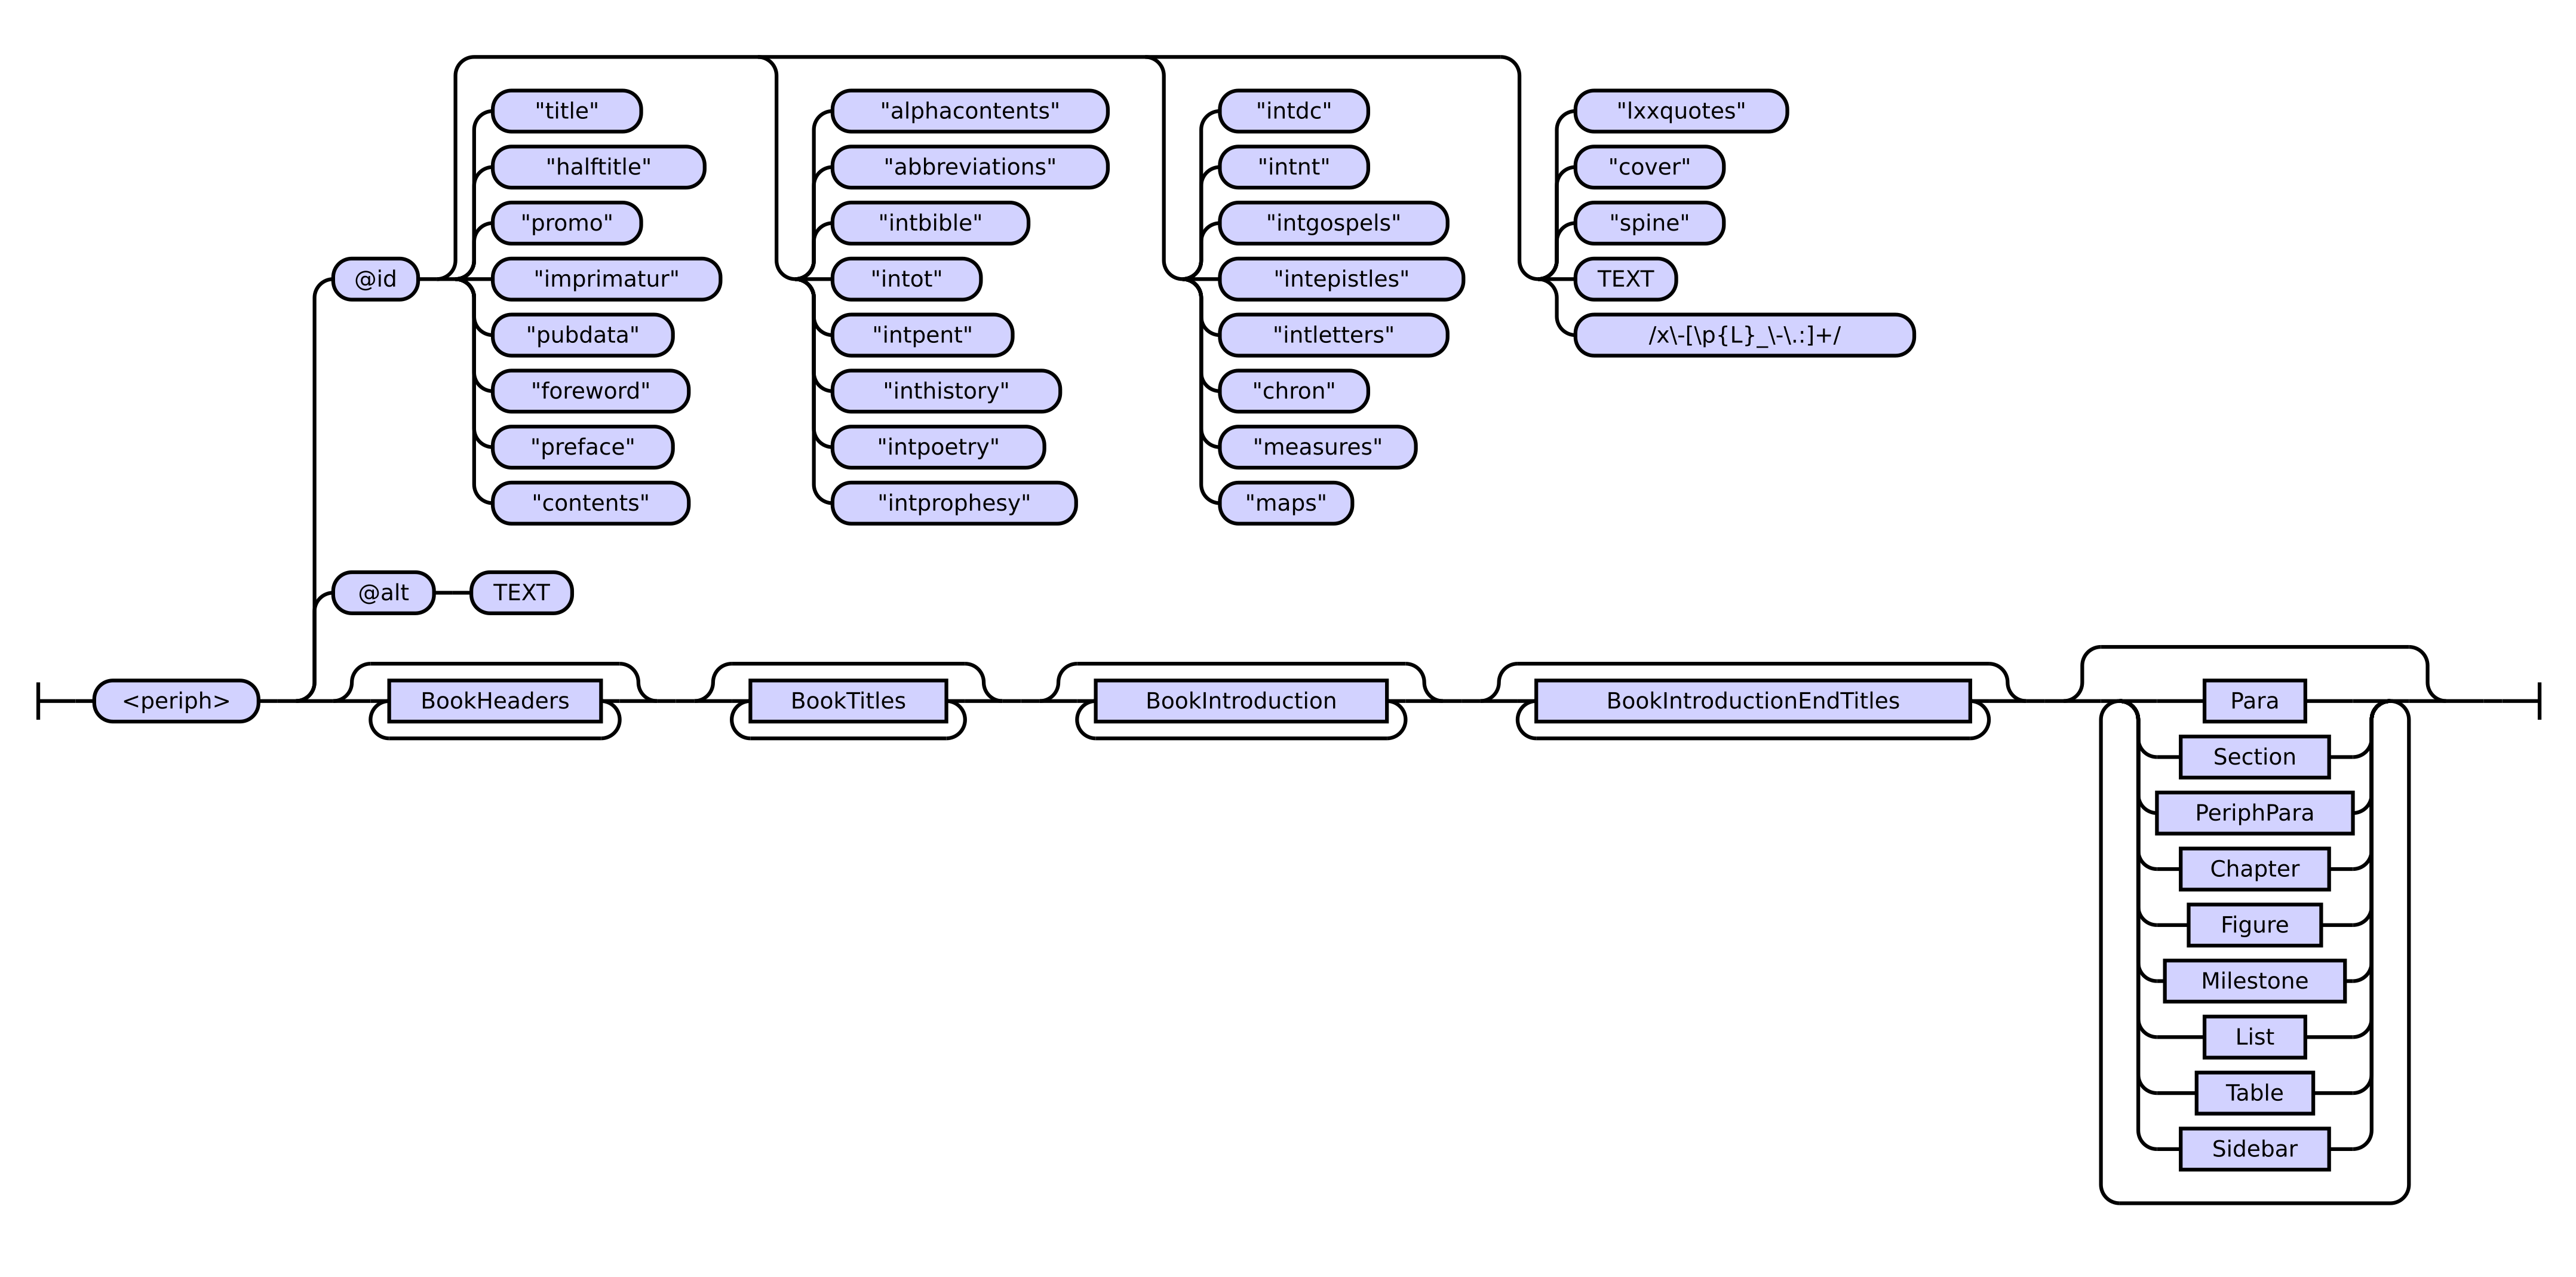 "title"
"halftitle"
"promo"
@id
"imprimatur"
"pubdata"
"foreword"
"preface"
"contents"
"alphacontents"
"abbreviations"
"intbible"
"intot"
"intpent"
"inthistory"
"intpoetry"
"intprophesy"
"intdc"
"intnt"
"intgospels"
"intepistles"
"intletters"
"chron"
"measures"
"maps"
"lxxquotes"
"cover"
"spine"
TEXT
/x\-[\p{L}_\-\.:]+/
@alt
TEXT
<periph>
BookHeaders
BookTitles
BookIntroduction
BookIntroductionEndTitles
Para
Section
PeriphPara
Chapter
Figure
Milestone
List
Table
Sidebar